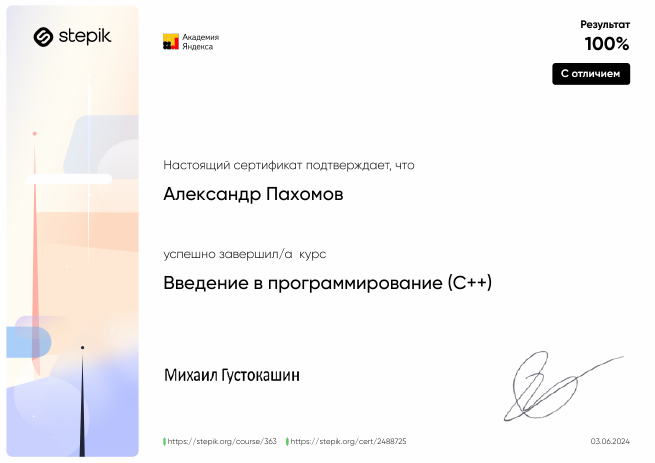 stepik
Академия
Яндекса
Результат
100%
С отличием
Настоящий сертификат подтверждает, что
Александр Пахомов
успешно завершил/а  курс
Введение в программирование (C++)
Михаил Густокашин
https://stepik.org/course/363 https://stepik.org/cert/2488725
03.06.2024